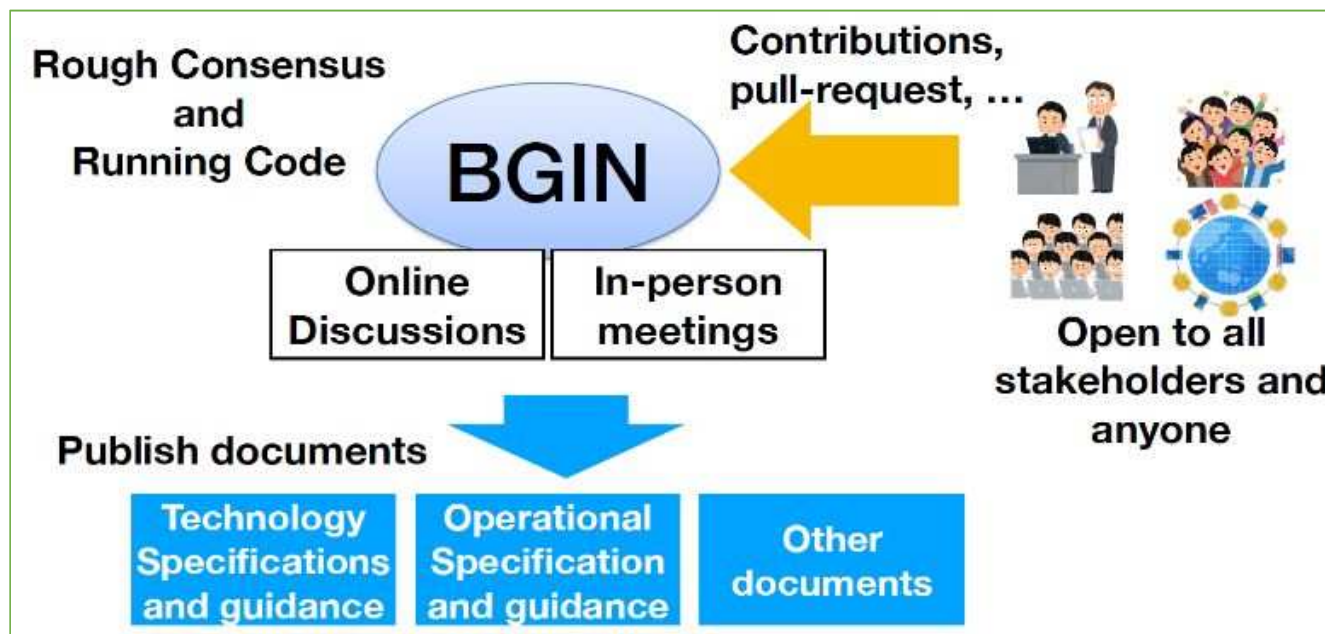 Rough Consensus
and
Running Code
BGIN
Contributions,
pull-request, …
Online
Discussions
In-person
meetings
Open to all
stakeholders and
anyone
Publish documents
Technology
Specifications
and guidance
Operational
Specification
and guidance
Other
documents